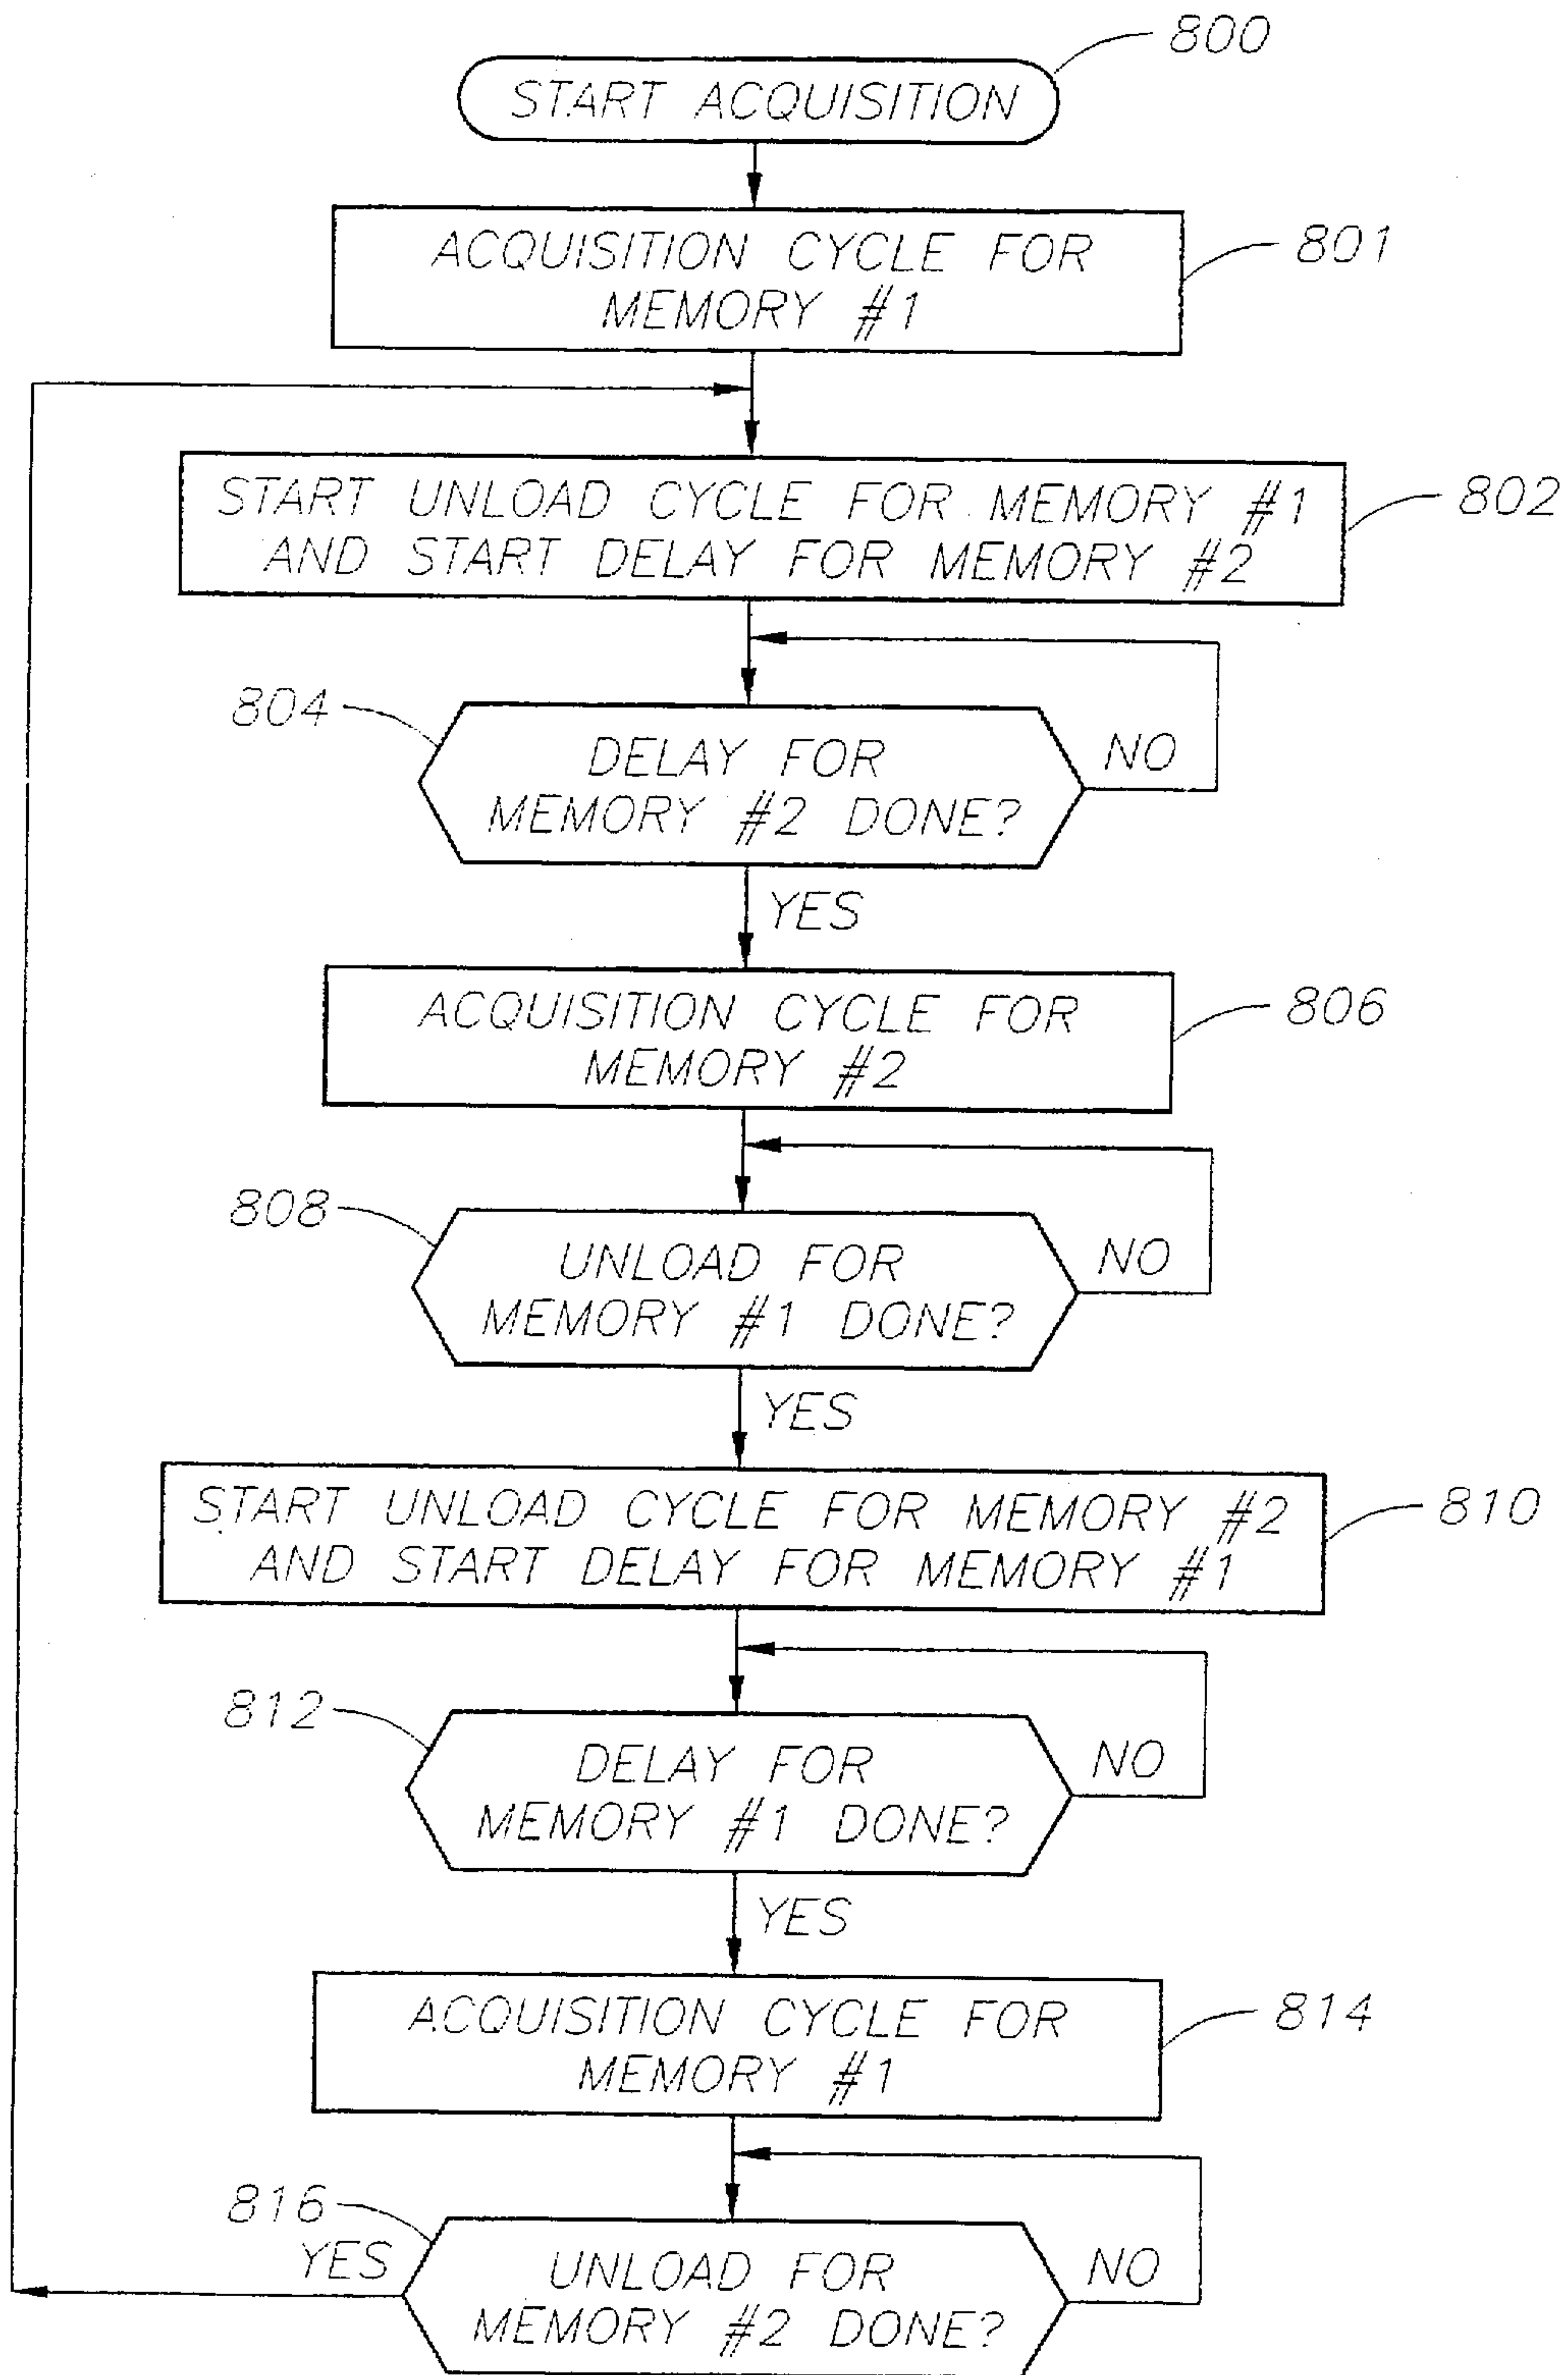 800
START ACQUISITION
ACQUISITION CYCLE FOR
MEMORY #1
801
START UNLOAD CYCLE FOR MEMORY #1
AND START DELAY FOR MEMORY #2
802
804
DELAY FOR
MEMORY #2 DONE?
NO
YES
ACQUISITION CYCLE FOR
MEMORY #2
806
808
UNLOAD FOR
MEMORY #1 DONE?
NO
YES
START UNLOAD CYCLE FOR MEMORY #2
AND START DELAY FOR MEMORY #1
810
812
DELAY FOR
MEMORY #1 DONE?
NO
YES
ACQUISITION CYCLE FOR
MEMORY #1
814
816
YES
UNLOAD FOR
MEMORY #2 DONE?
NO